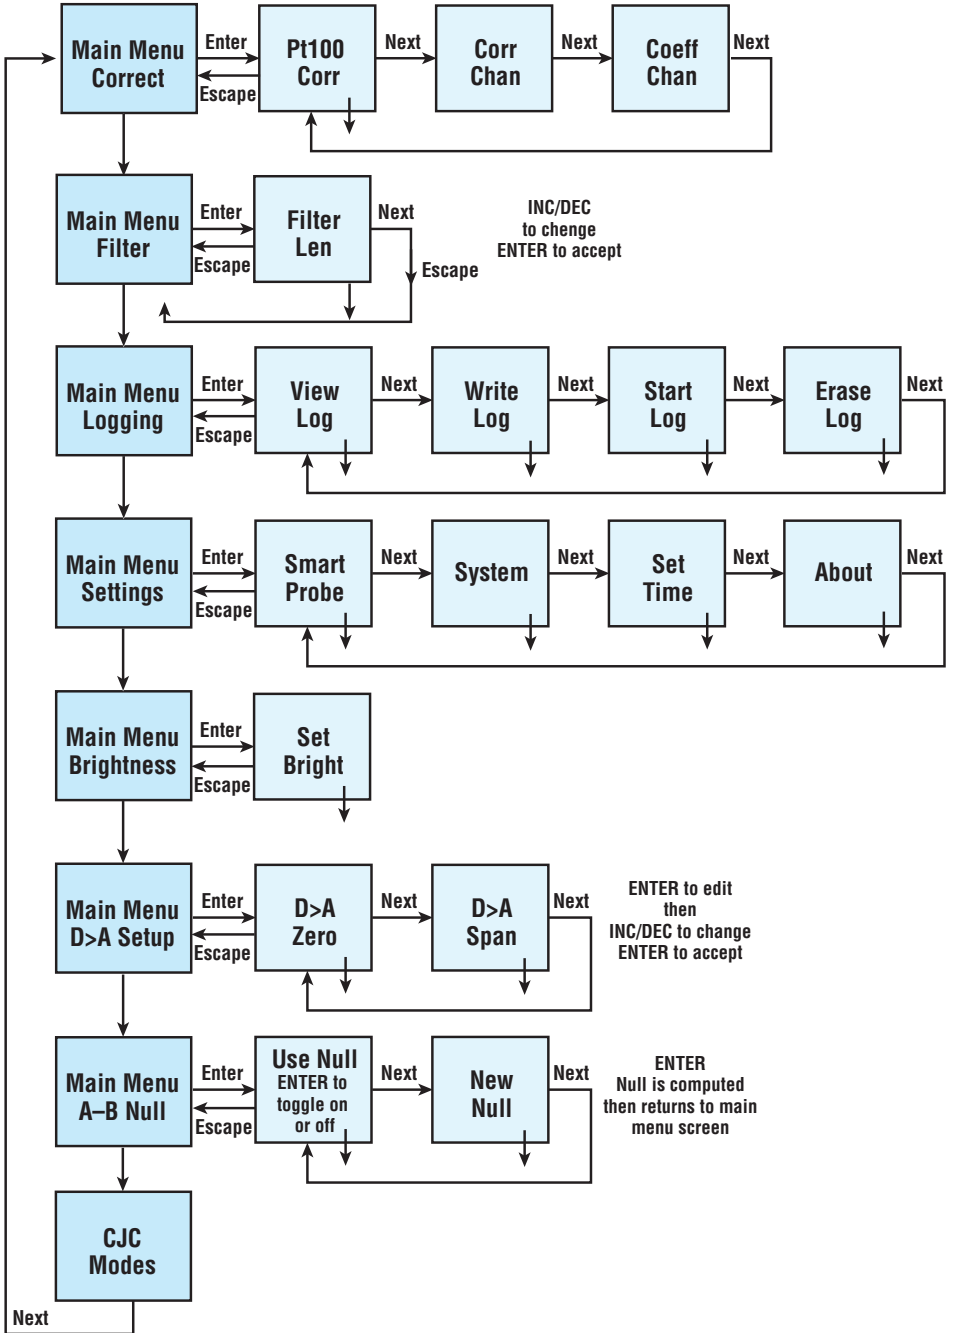 Main Menu
Correct
Enter
Escape
Pt100
Corr
Next
Corr
Chan
Next
Coeff
Chan
Next
Main Menu
Filter
Enter
Escape
Filter
Len
Next
Escape
INC/DEC
to chenge
ENTER to accept
Main Menu
Logging
Enter
Escape
View
Log
Next
Write
Log
Next
Start
Log
Next
Erase
Log
Next
Main Menu
Settings
Enter
Escape
Smart
Probe
Next
System
Next
Set
Time
Next
About
Next
Main Menu
Brightness
Enter
Escape
Set
Bright
Main Menu
D>A Setup
Enter
Escape
D>A
Zero
Next
D>A
Span
Next
ENTER to edit
then
INC/DEC to change
ENTER to accept
Main Menu
A–B Null
Enter
Escape
Use Null
ENTER to
toggle on
or off
Next
New
Null
Next
ENTER
Null is computed
then returns to main
menu screen
CJC
Modes
Next